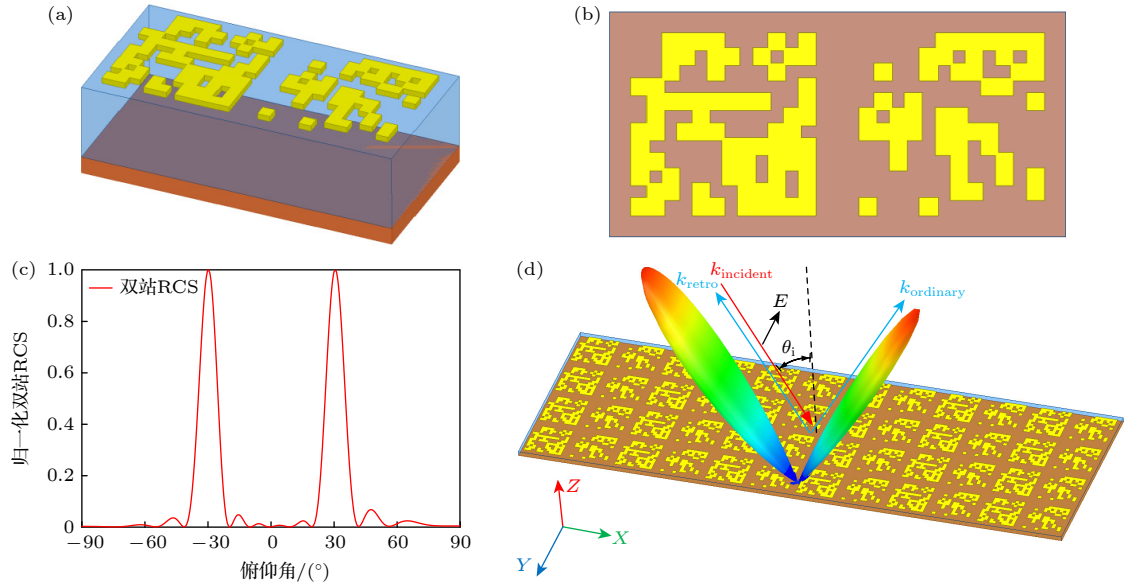 (a)
(b)
(c)
1.0
0.8
0.6
0.4
0.2
0
−90
−60
−30
0
30
60
90
双站RCS
归一化双站RCS
俯仰角/(°)
(d)
k_retro
k_incident
E
k_ordinary
θ_i
Z
X
Y